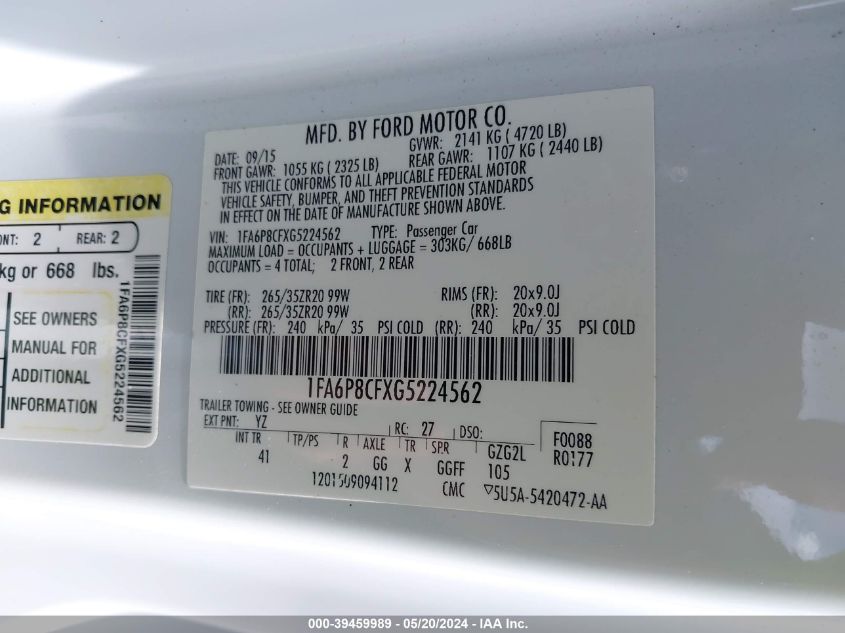 G INFORMATION
NT: 2 REAR: 2
kg or 668 lbs.
SEE OWNERS
MANUAL FOR
ADDITIONAL
INFORMATION
1FA6P8CFXG5224562
MFD. BY FORD MOTOR CO.
DATE: 09/15 GVWR: 2141 KG ( 4720 LB)
FRONT GAWR: 1055 KG ( 2325 LB) REAR GAWR: 1107 KG ( 2440 LB)
THIS VEHICLE CONFORMS TO ALL APPLICABLE FEDERAL MOTOR
VEHICLE SAFETY, BUMPER, AND THEFT PREVENTION STANDARDS
IN EFFECT ON THE DATE OF MANUFACTURE SHOWN ABOVE.
VIN: 1FA6P8CFXG5224562 TYPE: Passenger Car
MAXIMUM LOAD = OCCUPANTS + LUGGAGE = 303KG/ 668LB
OCCUPANTS = 4 TOTAL; 2 FRONT, 2 REAR
TIRE (FR): 265/35ZR20 99W RIMS (FR): 20x9.0J
(RR): 265/35ZR20 99W (RR): 20x9.0J
PRESSURE (FR): 240 kPa/ 35 PSI COLD (RR): 240 kPa/ 35 PSI COLD
1FA6P8CFXG5224562
TRAILER TOWING - SEE OWNER GUIDE
EXT PNT: YZ RC: 27 DSO: F0088
INT TR TP/PS R AXLE TR SPR GZG2L R0177
41 2 GG X GGFF 105
1201509094112 CMC ▽5U5A-5420472-AA
000-39459989 - 05/20/2024 - IAA Inc.